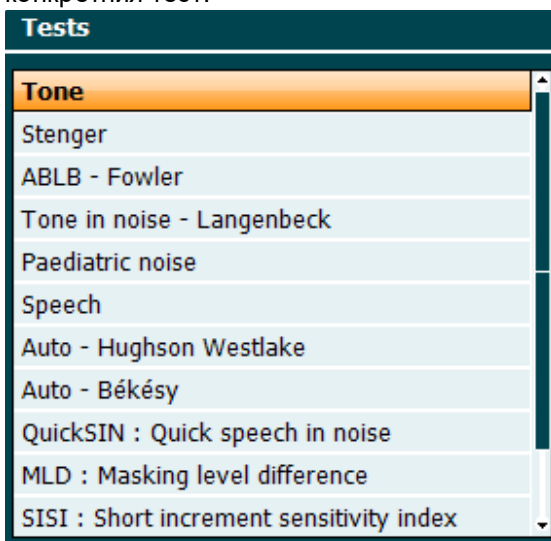 Tests
Tone
Stenger
ABLB - Fowler
Tone in noise - Langenbeck
Paediatric noise
Speech
Auto - Hughson Westlake
Auto - Békésy
QuickSIN : Quick speech in noise
MLD : Masking level difference
SISI : Short increment sensitivity index